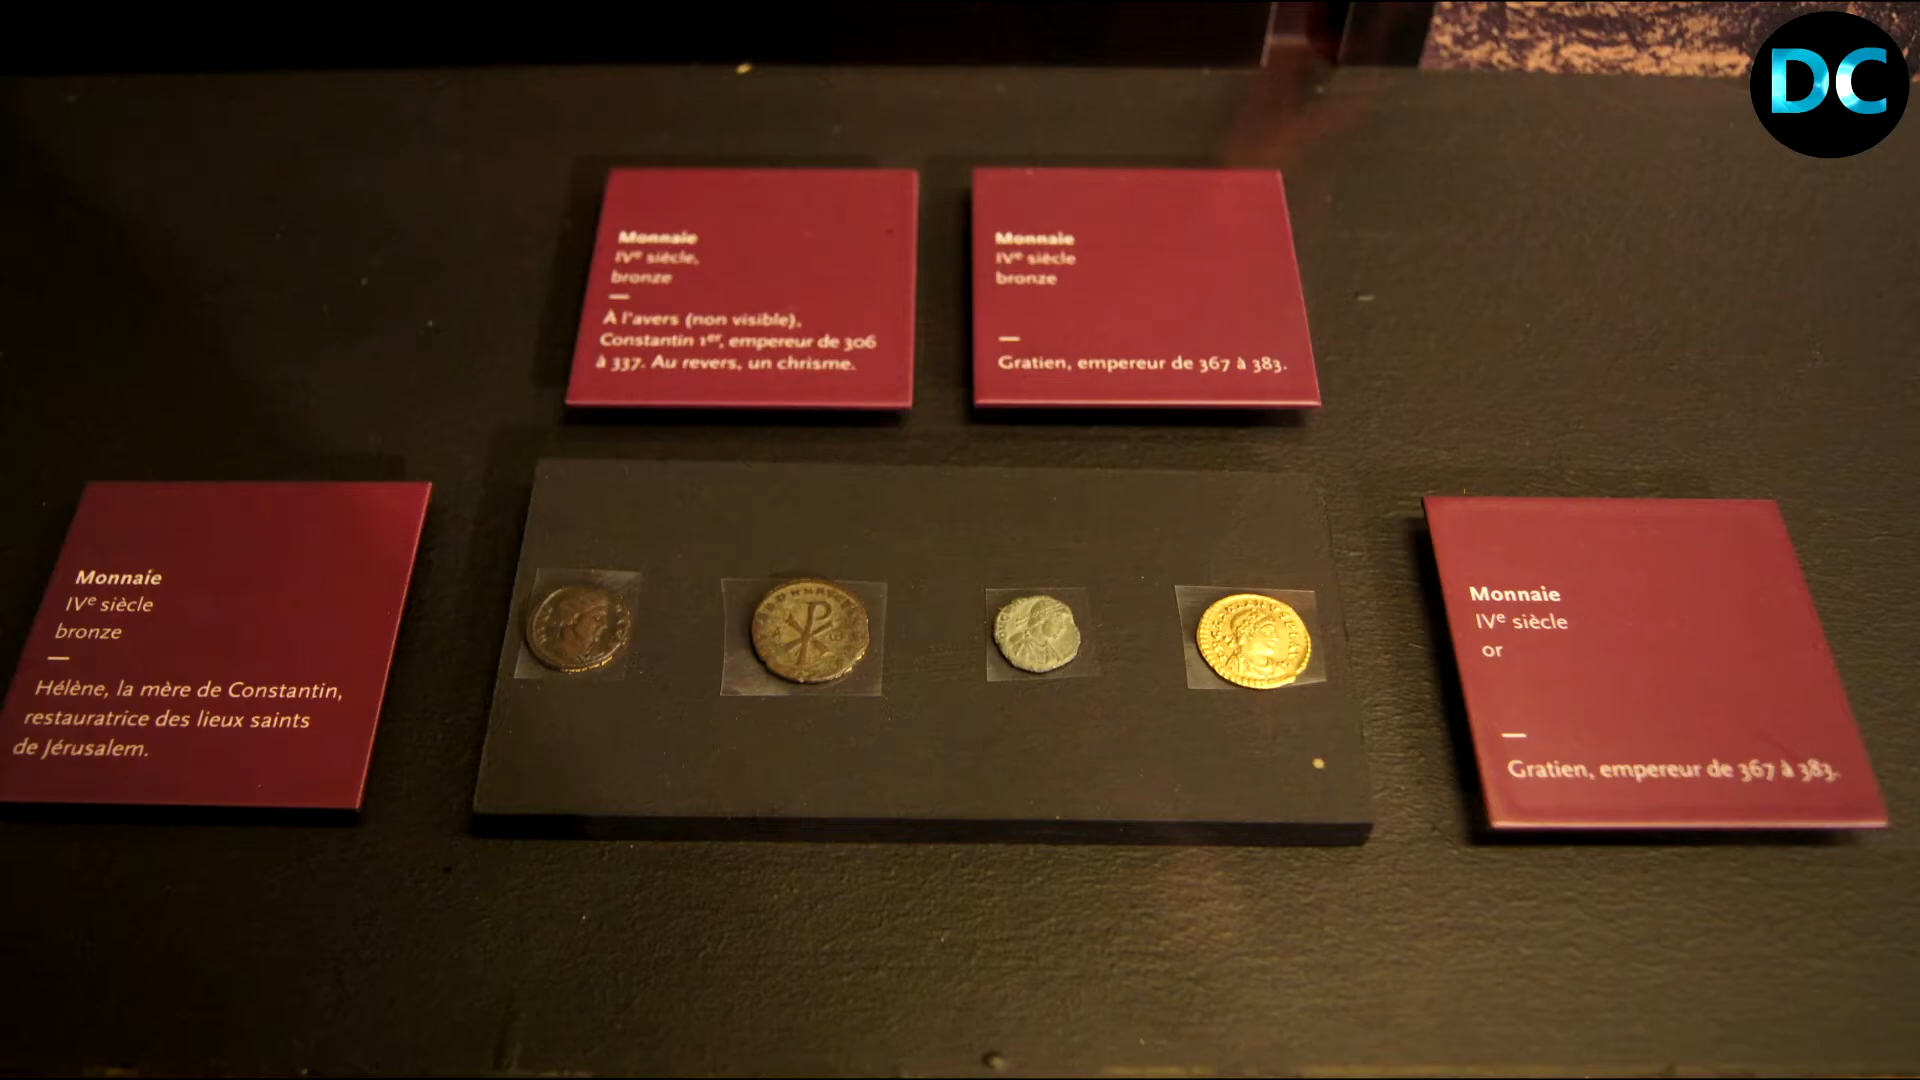 DC
Monnaie
IVe siècle,
bronze
À l'avers (non visible),
Constantin 1er, empereur de 306
à 337. Au revers, un chrisme.
Monnaie
IVe siècle
bronze
Gratien, empereur de 367 à 383.
Monnaie
IVe siècle
bronze
Hélène, la mère de Constantin,
restauratrice des lieux saints
de Jérusalem.
Monnaie
IVe siècle
or
Gratien, empereur de 367 à 383.